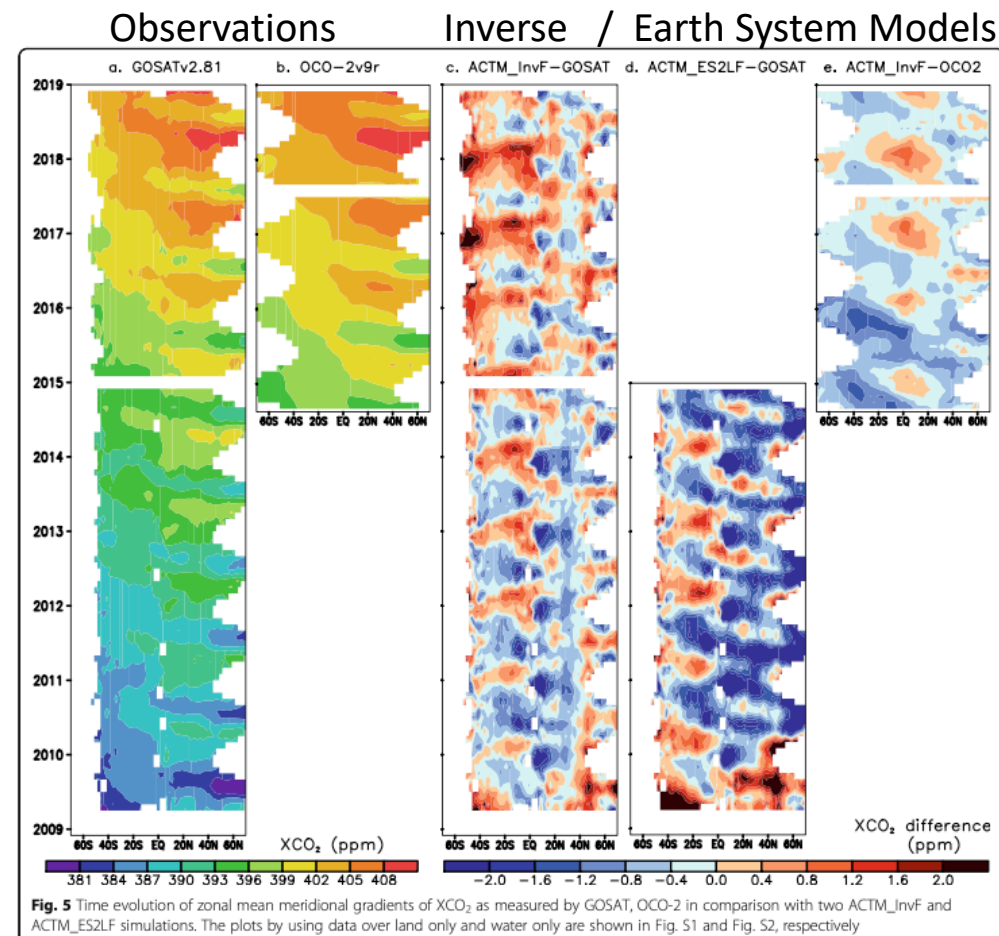 Observations Inverse / Earth System Models
a. GOSATv2.81 b. OCO-2v9r c. ACTM_InvF-GOSAT d. ACTM_ES2LF-GOSAT e. ACTM_InvF-OCO2
2019
2018
2017
2016
2015
2014
2013
2012
2011
2010
2009
60S 40S 20S EQ 20N 40N 60N
60S 40S 20S EQ 20N 40N 60N
60S 40S 20S EQ 20N 40N 60N
60S 40S 20S EQ 20N 40N 60N
60S 40S 20S EQ 20N 40N 60N
XCO₂ (ppm)
XCO₂ difference
(ppm)
381 384 387 390 393 396 399 402 405 408
−2.0 −1.6 −1.2 −0.8 −0.4 0.0 0.4 0.8 1.2 1.6 2.0
Fig. 5 Time evolution of zonal mean meridional gradients of XCO₂ as measured by GOSAT, OCO-2 in comparison with two ACTM_InvF and
ACTM_ES2LF simulations. The plots by using data over land only and water only are shown in Fig. S1 and Fig. S2, respectively